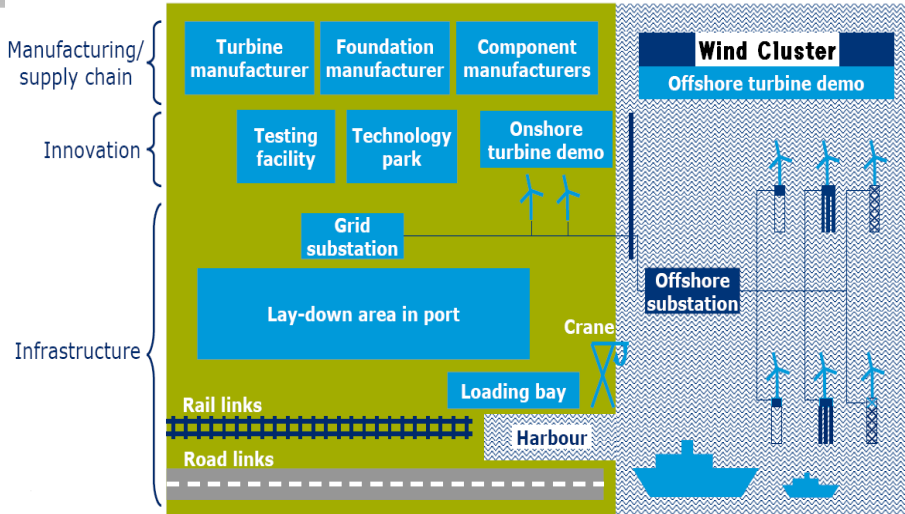 Manufacturing/
supply chain
Turbine
manufacturer
Foundation
manufacturer
Component
manufacturers
Wind Cluster
Offshore turbine demo
Innovation
Testing
facility
Technology
park
Onshore
turbine demo
Grid
substation
Offshore
substation
Infrastructure
Lay-down area in port
Crane
Loading bay
Rail links
Harbour
Road links